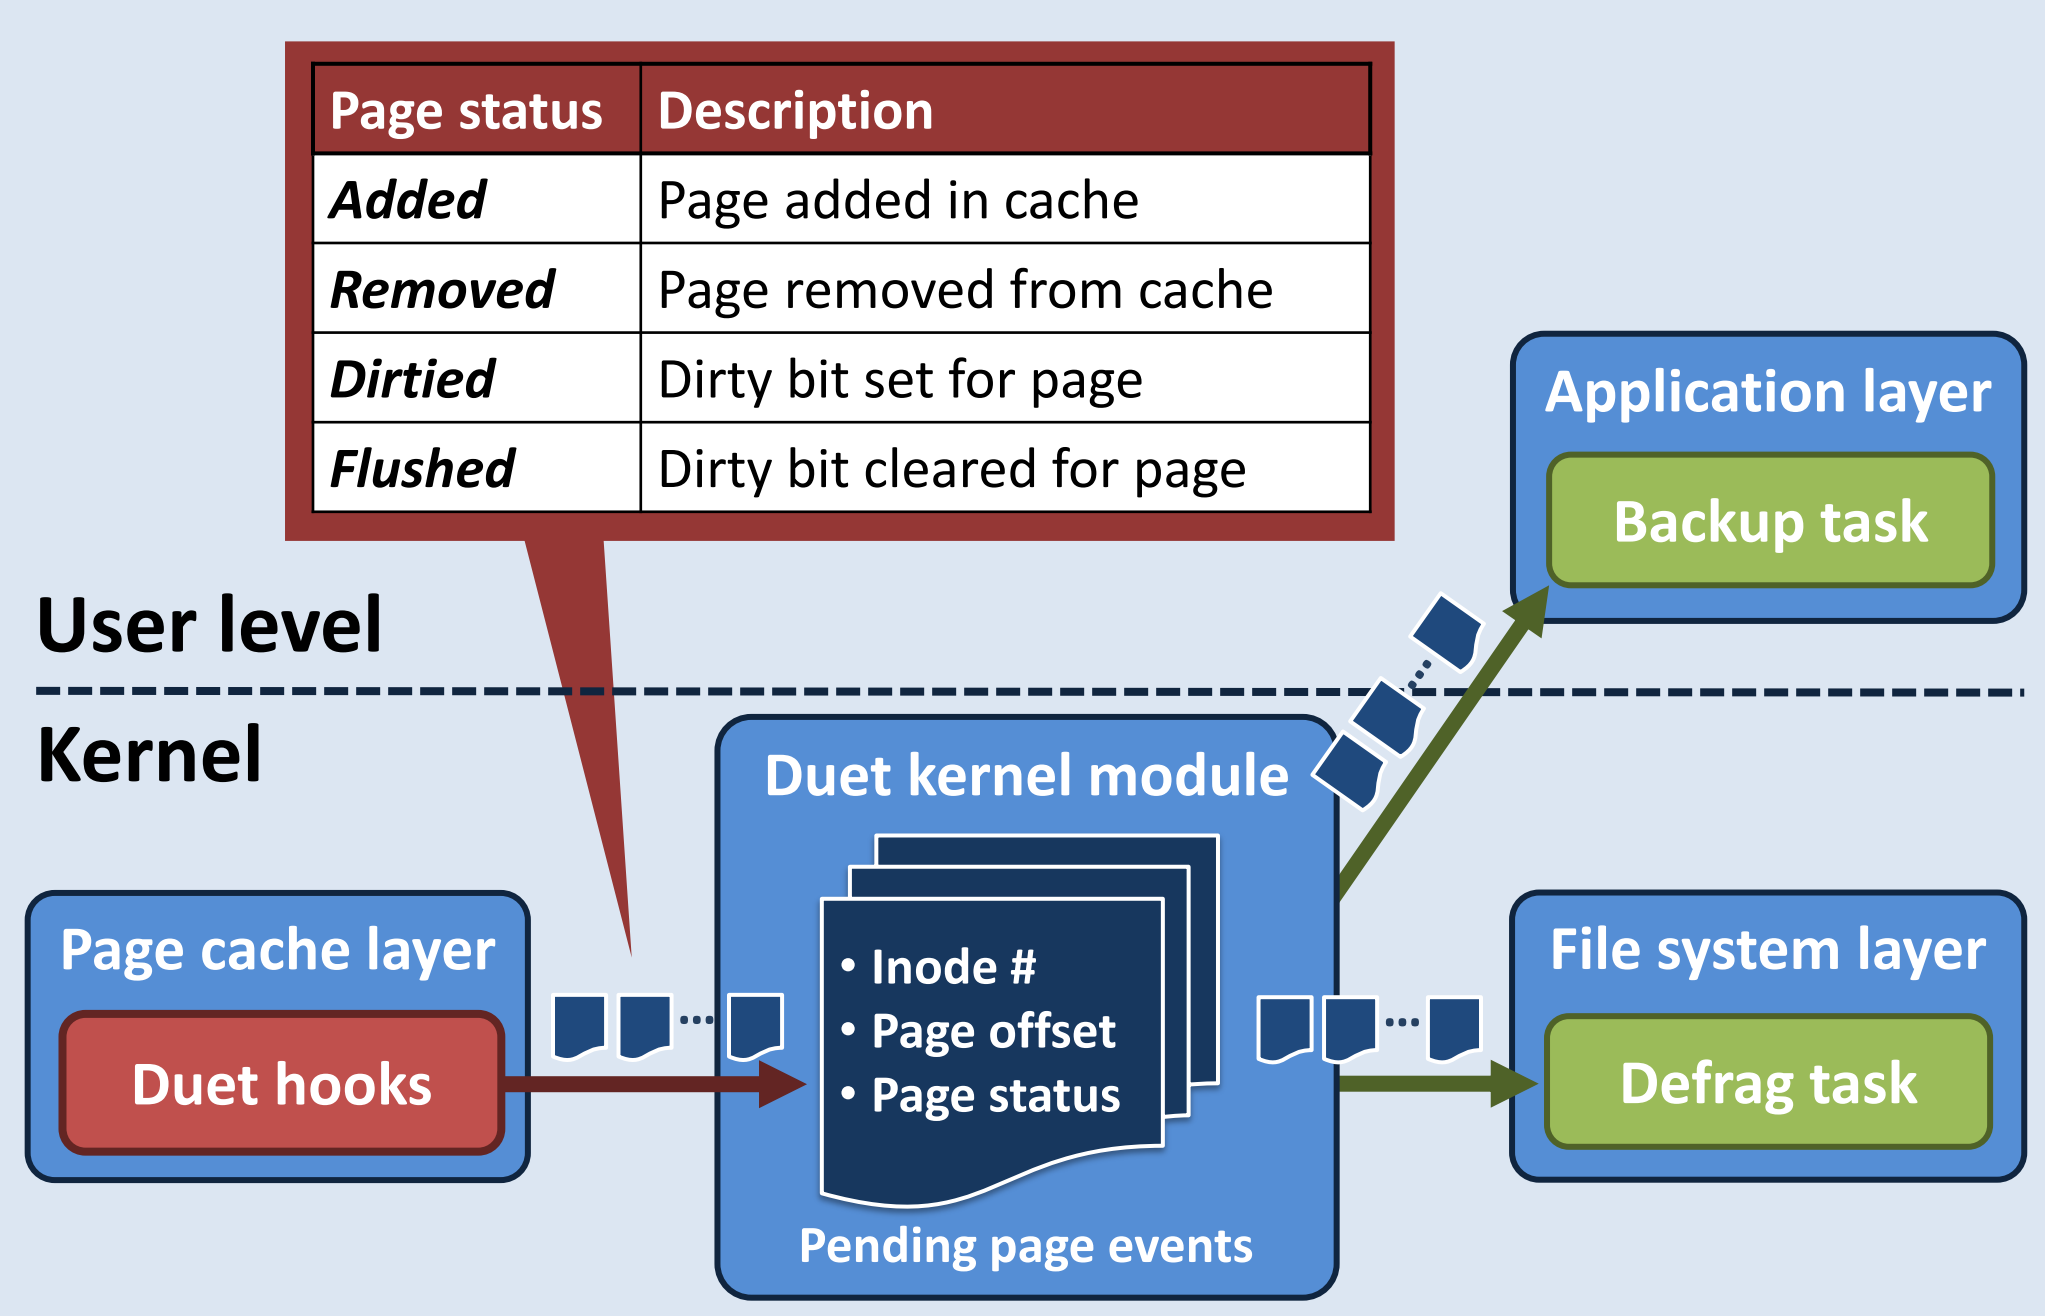 Page status Description
Added Page added in cache
Removed Page removed from cache
Dirtied Dirty bit set for page
Flushed Dirty bit cleared for page
Application layer
Backup task
User level
Kernel
Duet kernel module
Page cache layer
Duet hooks
• Inode #
• Page offset
• Page status
Pending page events
File system layer
Defrag task